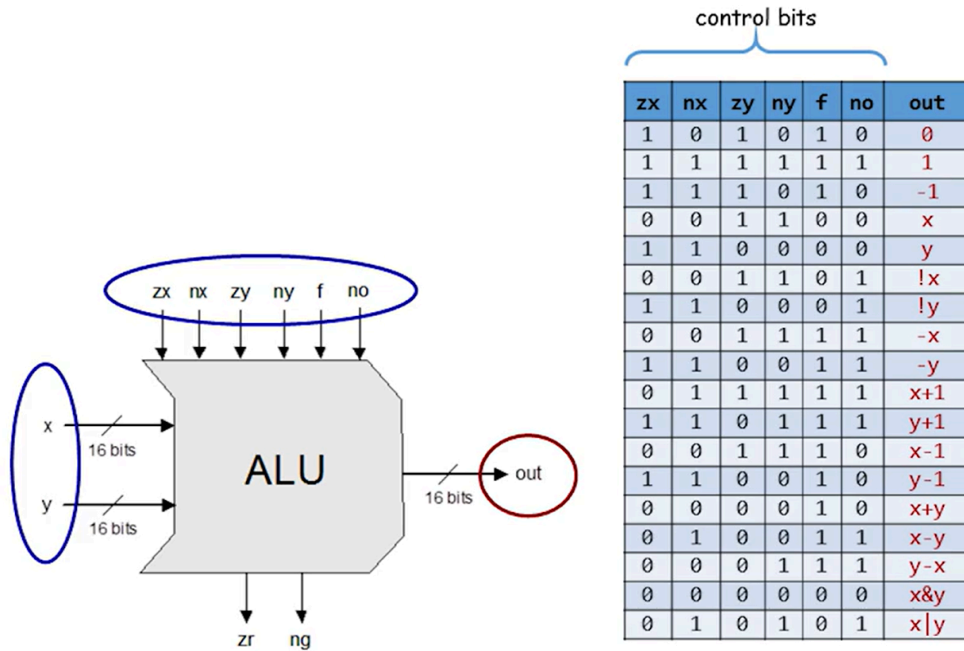 control bits
zx nx zy ny f no out
1 0 1 0 1 0 0
1 1 1 1 1 1 1
1 1 1 0 1 0 -1
0 0 1 1 0 0 x
1 1 0 0 0 0 y
0 0 1 1 0 1 !x
1 1 0 0 0 1 !y
0 0 1 1 1 1 -x
1 1 0 0 1 1 -y
0 1 1 1 1 1 x+1
1 1 0 1 1 1 y+1
0 0 1 1 1 0 x-1
1 1 0 0 1 0 y-1
0 0 0 0 1 0 x+y
0 1 0 0 1 1 x-y
0 0 0 1 1 1 y-x
0 0 0 0 0 0 x&y
0 1 0 1 0 1 x|y
zx nx zy ny f no
x
16 bits
y
16 bits
ALU
16 bits
out
zr ng